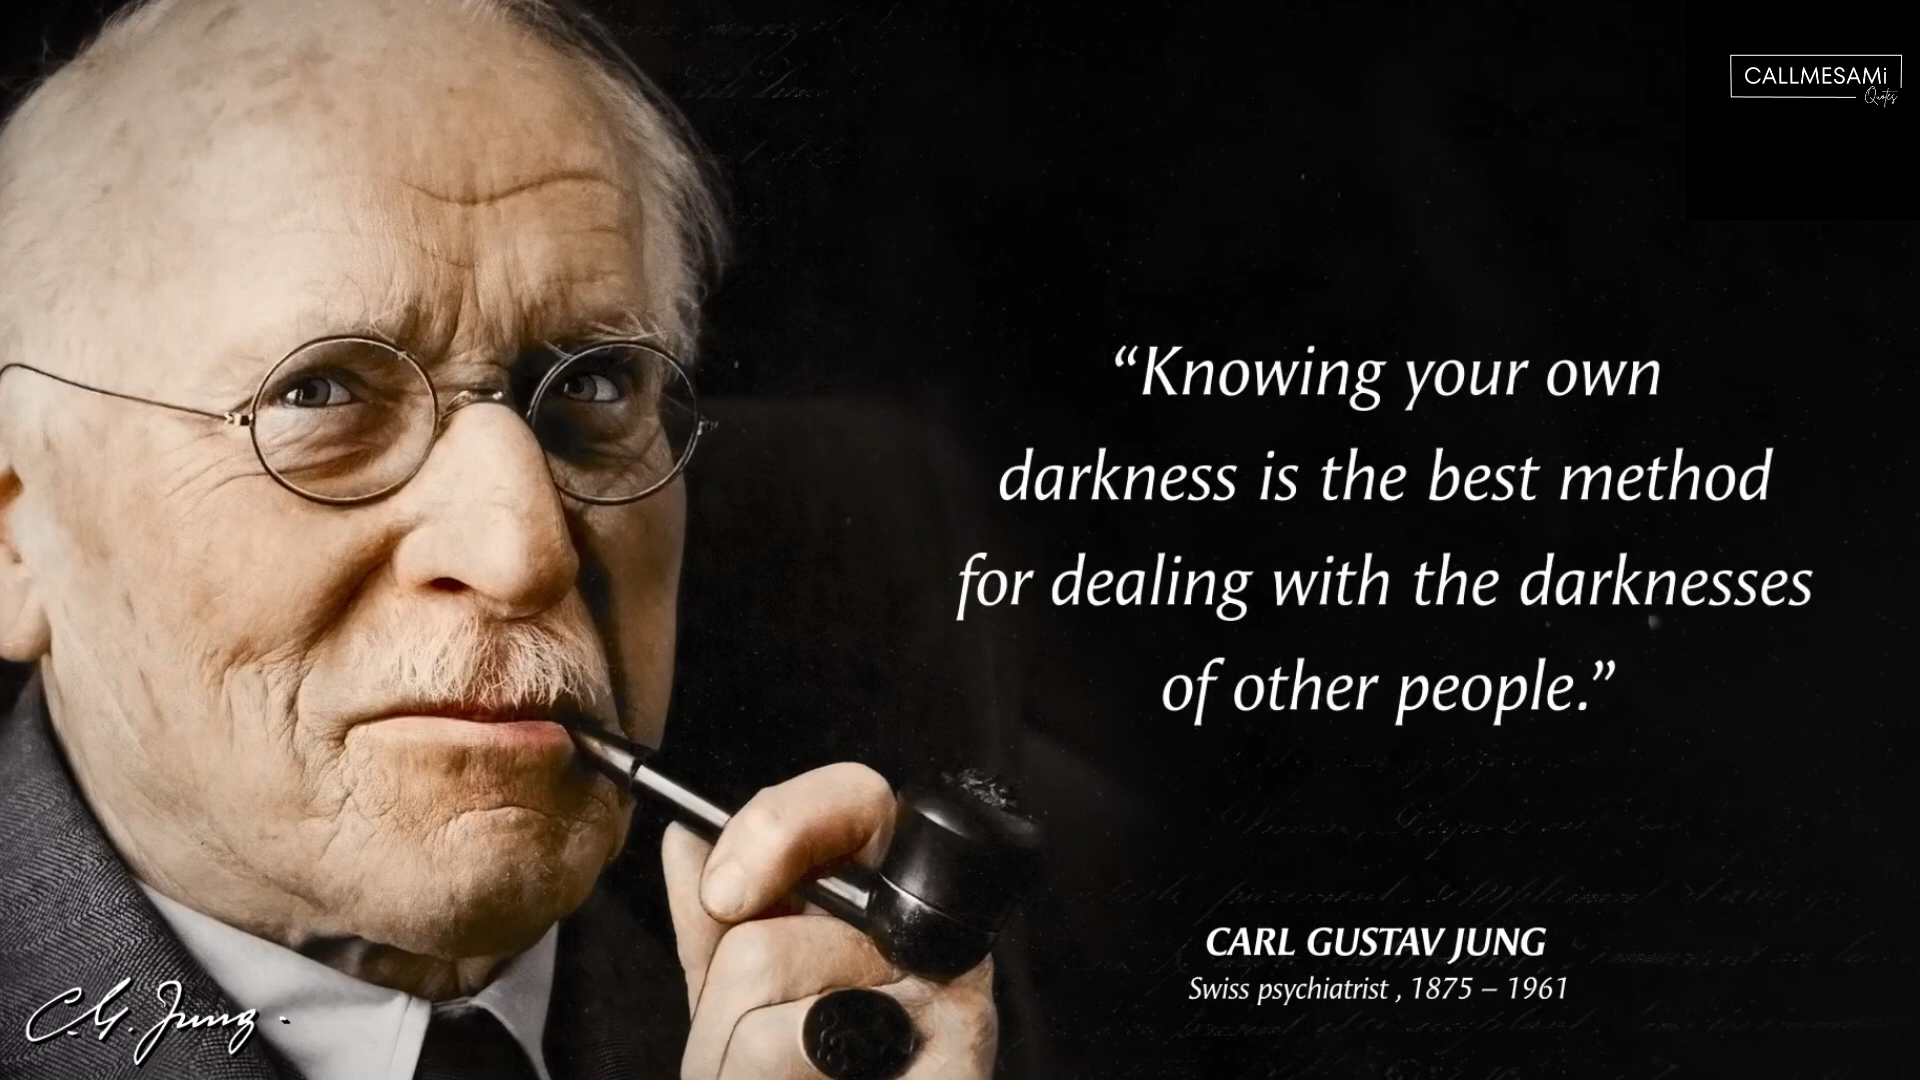 CALLMESAMi
Quotes
“Knowing your own
darkness is the best method
for dealing with the darknesses
of other people.”
CARL GUSTAV JUNG
Swiss psychiatrist , 1875 – 1961
C. G. Jung.